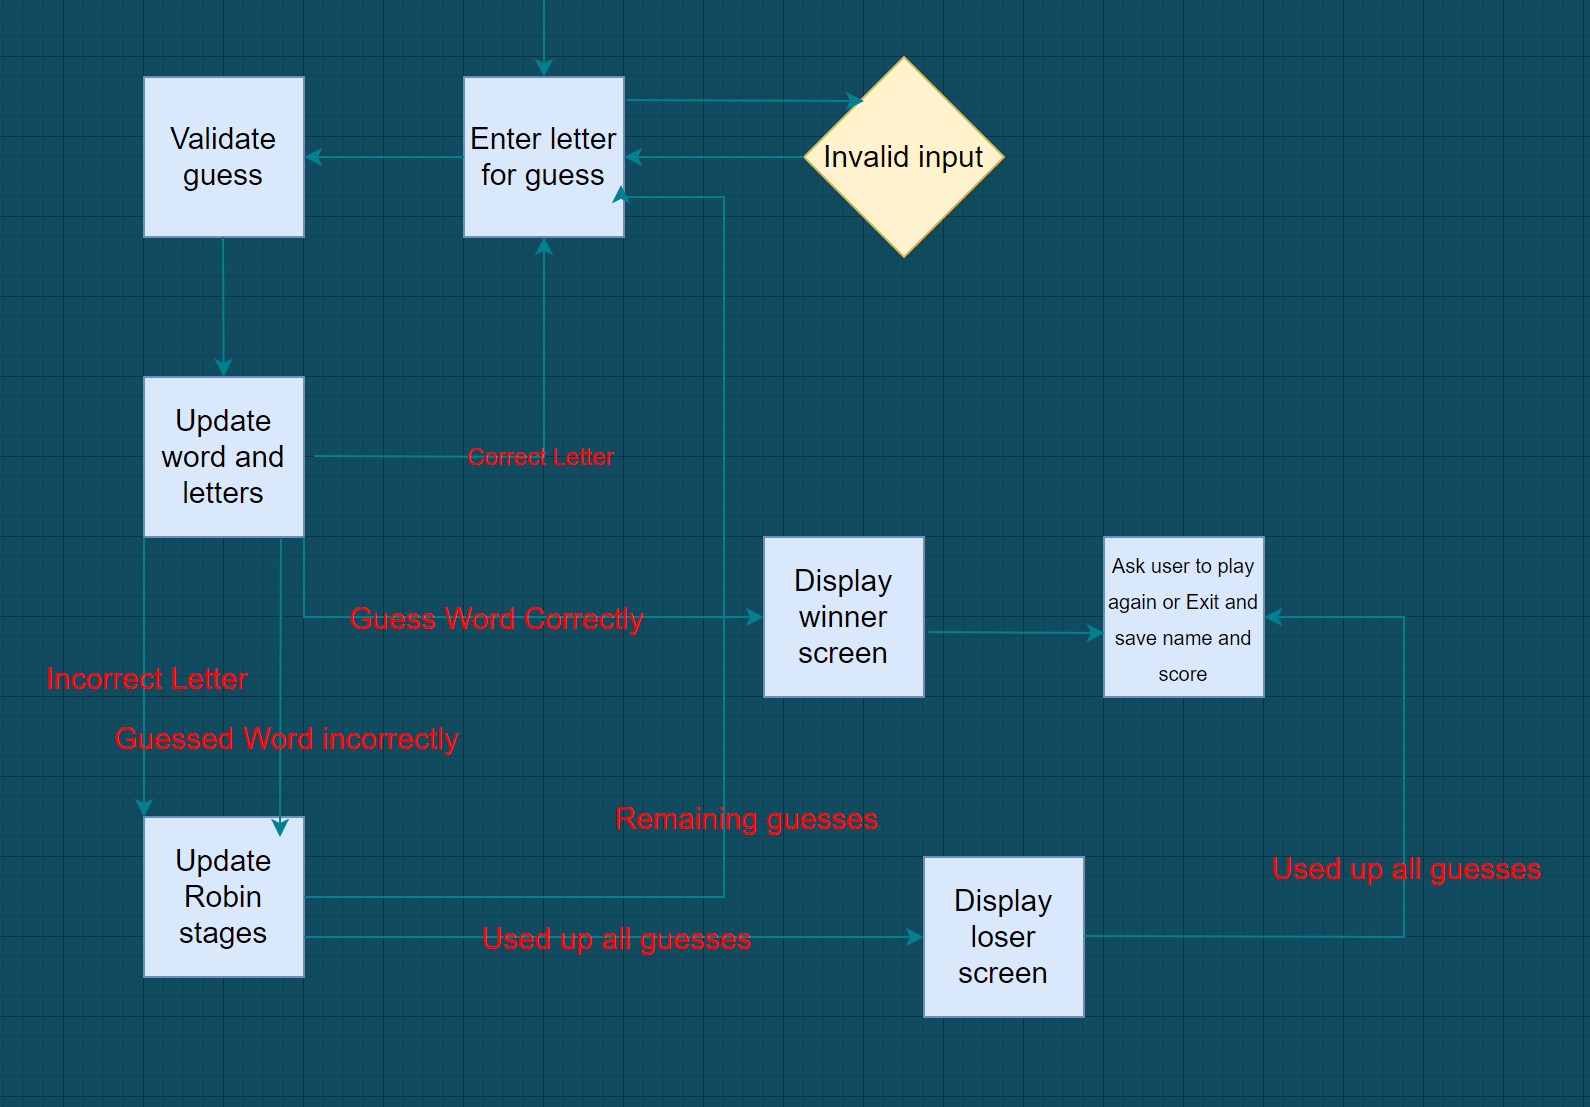 Validate
guess
Enter letter
for guess
Invalid input
Update
word and
letters
Correct Letter
Guess Word Correctly
Display
winner
screen
Ask user to play
again or Exit and
save name and
score
Incorrect Letter
Guessed Word incorrectly
Remaining guesses
Update
Robin
stages
Used up all guesses
Display
loser
screen
Used up all guesses